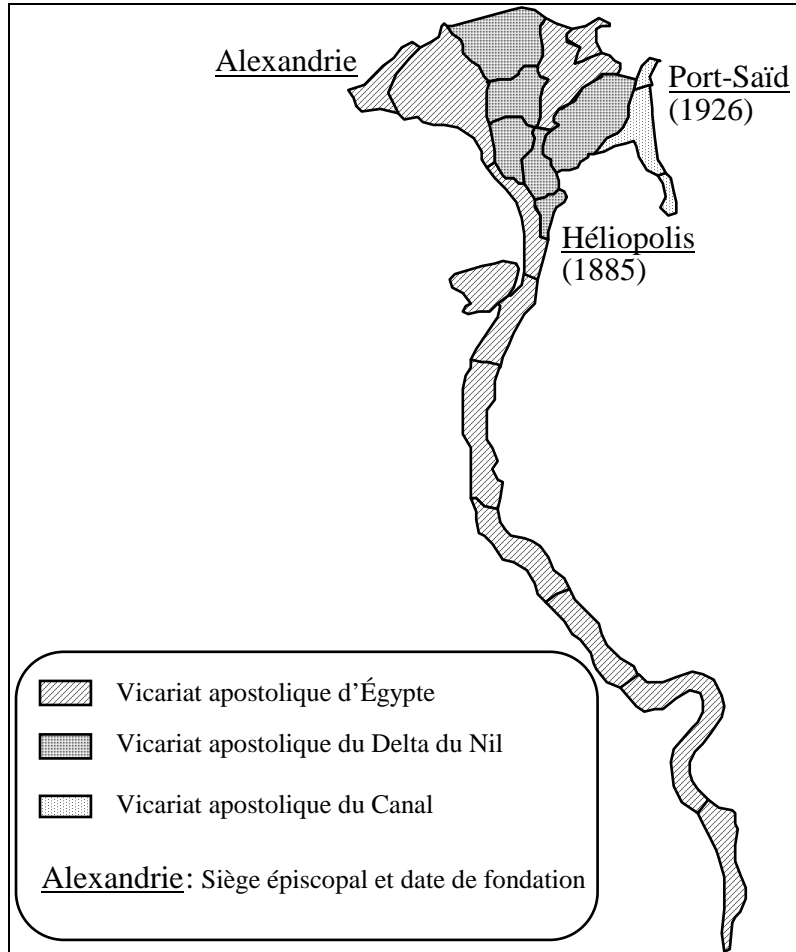 Alexandrie
Port-Saïd
(1926)
Héliopolis
(1885)
Vicariat apostolique d’Égypte
Vicariat apostolique du Delta du Nil
Vicariat apostolique du Canal
Alexandrie: Siège épiscopal et date de fondation